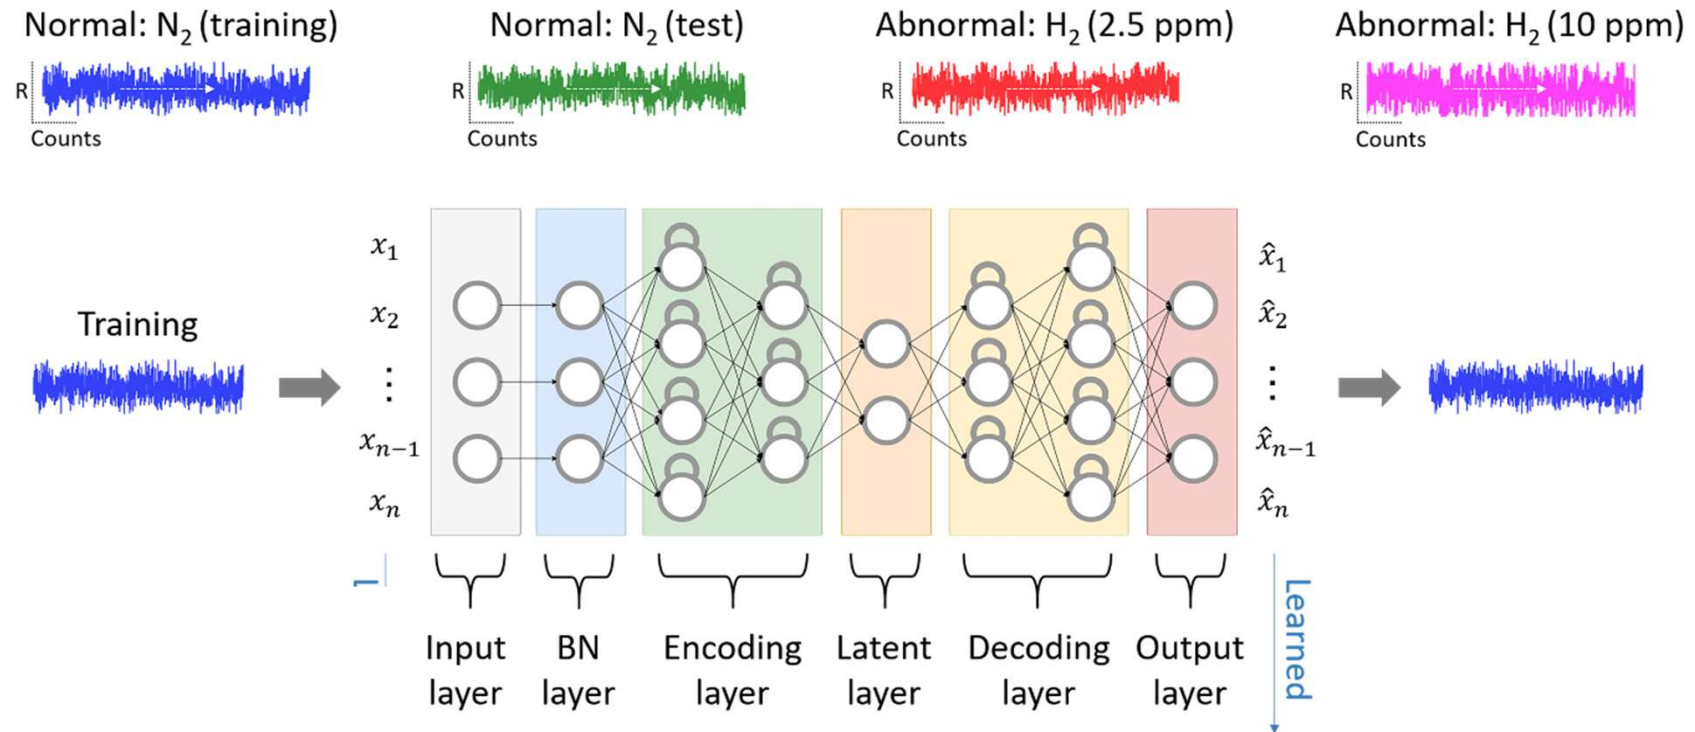 Normal: N₂ (training)
Normal: N₂ (test)
Abnormal: H₂ (2.5 ppm)
Abnormal: H₂ (10 ppm)
R
Counts
R
Counts
R
Counts
R
Counts
Training
x₁
x₂
⋮
xₙ₋₁
xₙ
x̂₁
x̂₂
⋮
x̂ₙ₋₁
x̂ₙ
Input
layer
BN
layer
Encoding
layer
Latent
layer
Decoding
layer
Output
layer
Learned